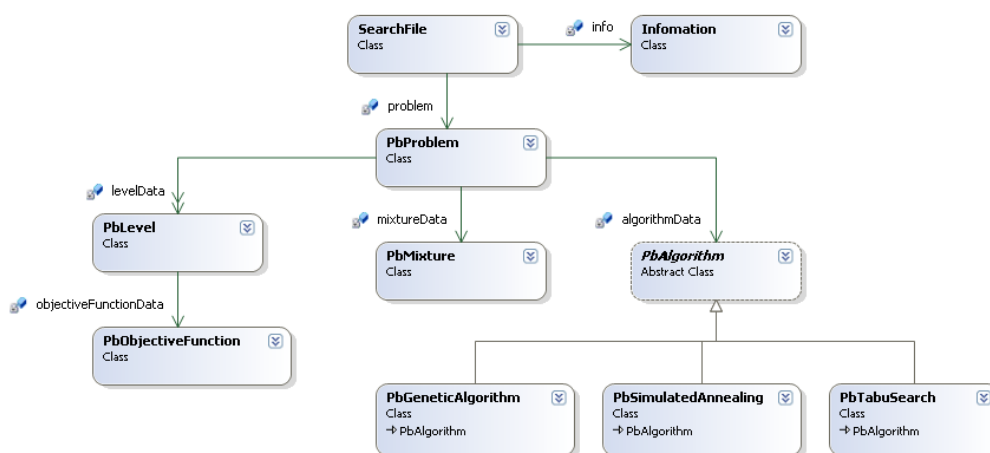 SearchFile
Class
info
Infomation
Class
problem
PbProblem
Class
levelData
mixtureData
algorithmData
PbLevel
Class
PbMixture
Class
PbAlgorithm
Abstract Class
objectiveFunctionData
PbObjectiveFunction
Class
PbGeneticAlgorithm
Class
PbAlgorithm
PbSimulatedAnnealing
Class
PbAlgorithm
PbTabuSearch
Class
PbAlgorithm